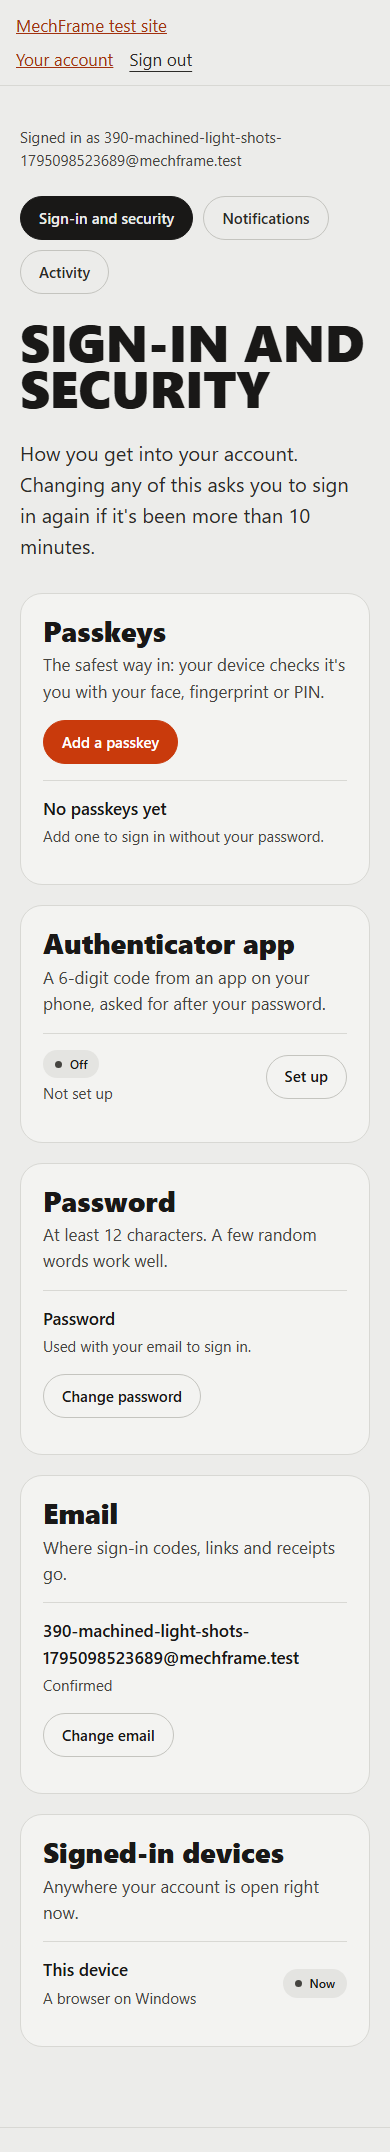 MechFrame test site
Your account Sign out
Signed in as 390-machined-light-shots-
1795098523689@mechframe.test
Sign-in and security Notifications
Activity
SIGN-IN AND
SECURITY
How you get into your account.
Changing any of this asks you to sign
in again if it's been more than 10
minutes.
Passkeys
The safest way in: your device checks it's
you with your face, fingerprint or PIN.
Add a passkey
No passkeys yet
Add one to sign in without your password.
Authenticator app
A 6-digit code from an app on your
phone, asked for after your password.
Off
Not set up
Set up
Password
At least 12 characters. A few random
words work well.
Password
Used with your email to sign in.
Change password
Email
Where sign-in codes, links and receipts
go.
390-machined-light-shots-
1795098523689@mechframe.test
Confirmed
Change email
Signed-in devices
Anywhere your account is open right
now.
This device
A browser on Windows
Now